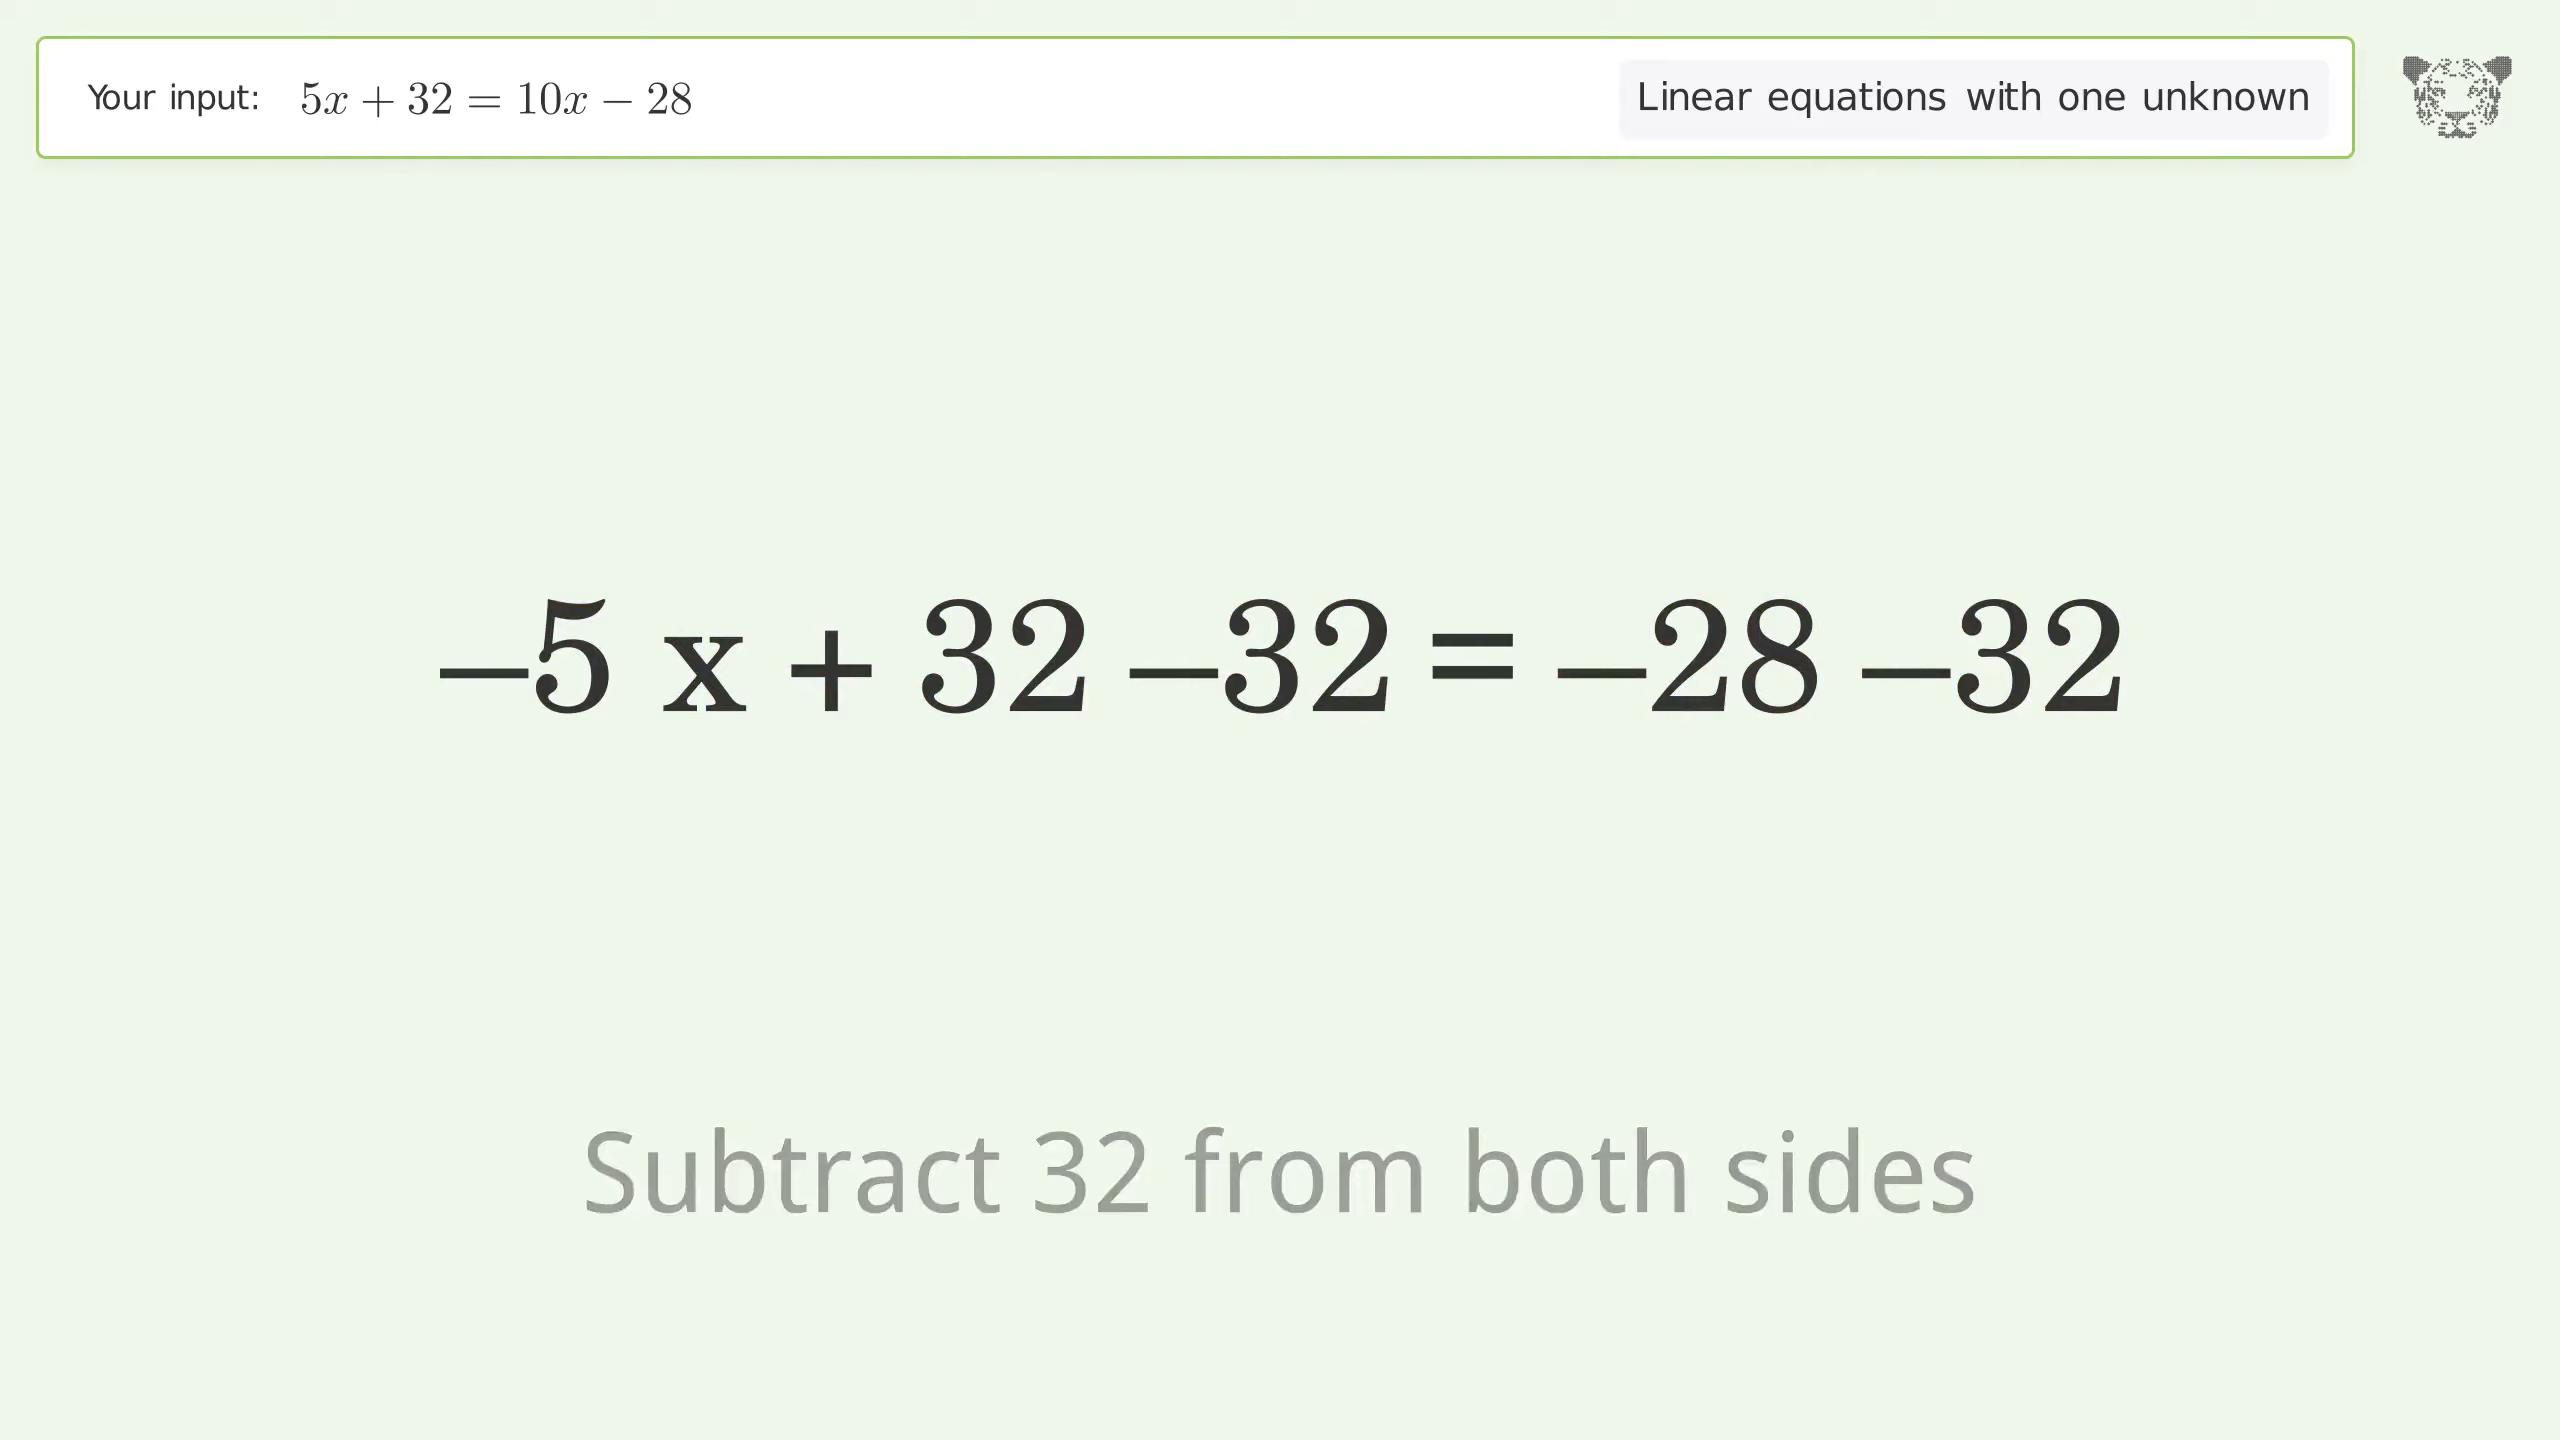 Your input: 5x + 32 = 10x − 28
Linear equations with one unknown
−5 x + 32 −32 = −28 −32
Subtract 32 from both sides